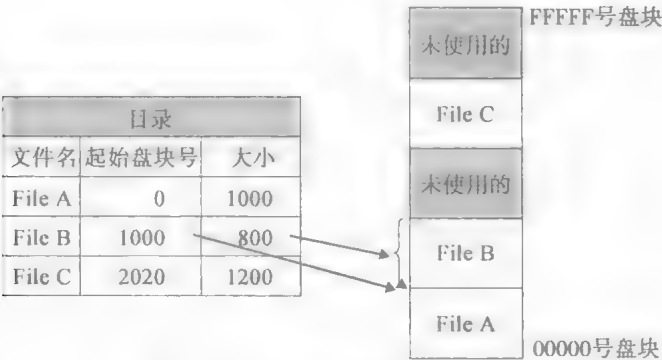 目录
文件名 起始盘块号 大小
File A 0 1000
File B 1000 800
File C 2020 1200
FFFFF号盘块
未使用的
File C
未使用的
File B
File A
00000号盘块